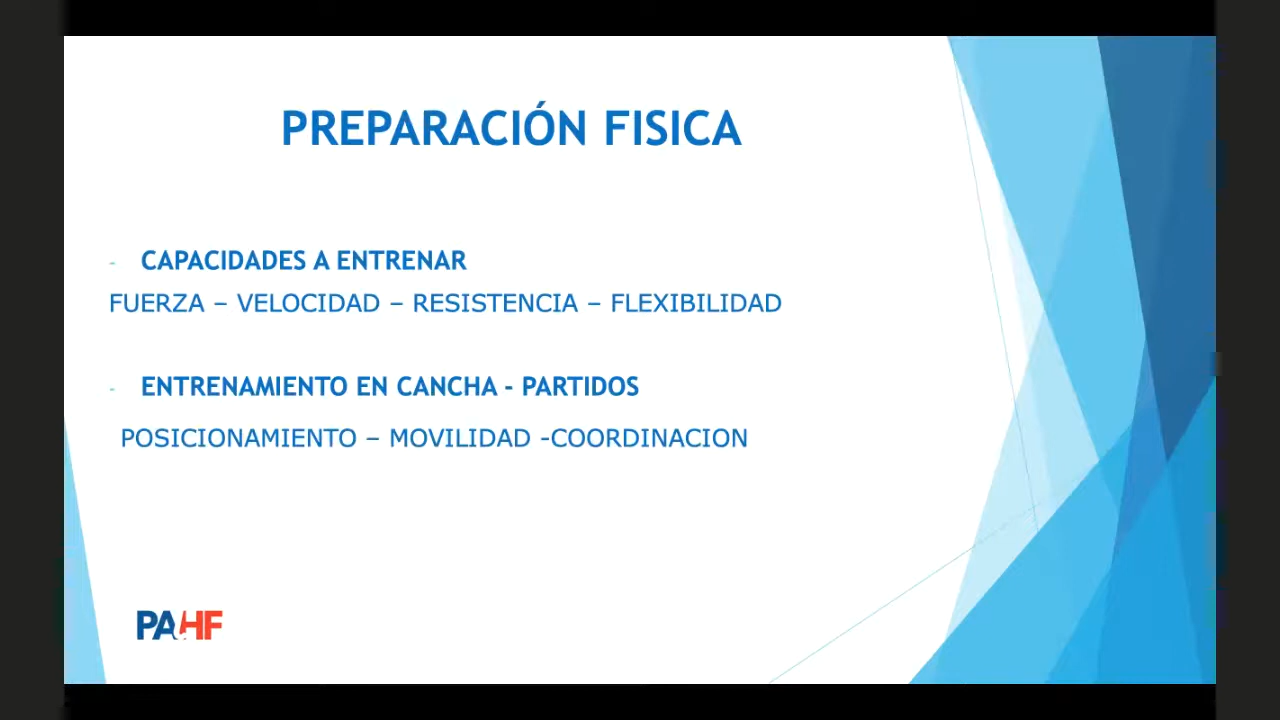 PREPARACIÓN FISICA
- CAPACIDADES A ENTRENAR
FUERZA – VELOCIDAD – RESISTENCIA – FLEXIBILIDAD
- ENTRENAMIENTO EN CANCHA - PARTIDOS
POSICIONAMIENTO – MOVILIDAD -COORDINACION
PAHF